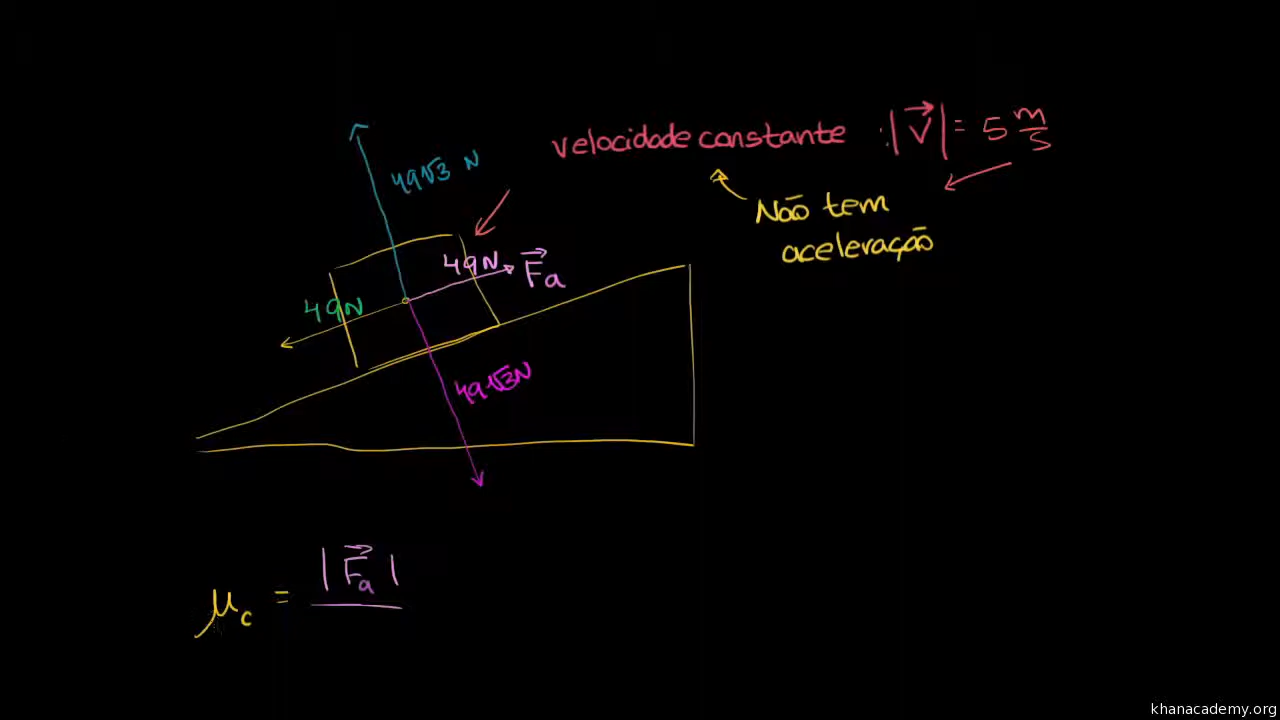 velocidade constante : |v⃗| = 5 m/s
49√3 N
Não tem
aceleração
49N F⃗a
49N
49√3N
|F⃗a|
μc =
khanacademy.org